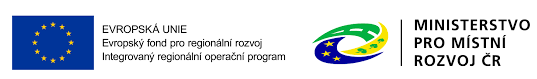 EVROPSKÁ UNIE
Evropský fond pro regionální rozvoj
Integrovaný regionální operační program
MINISTERSTVO
PRO MÍSTNÍ
ROZVOJ ČR